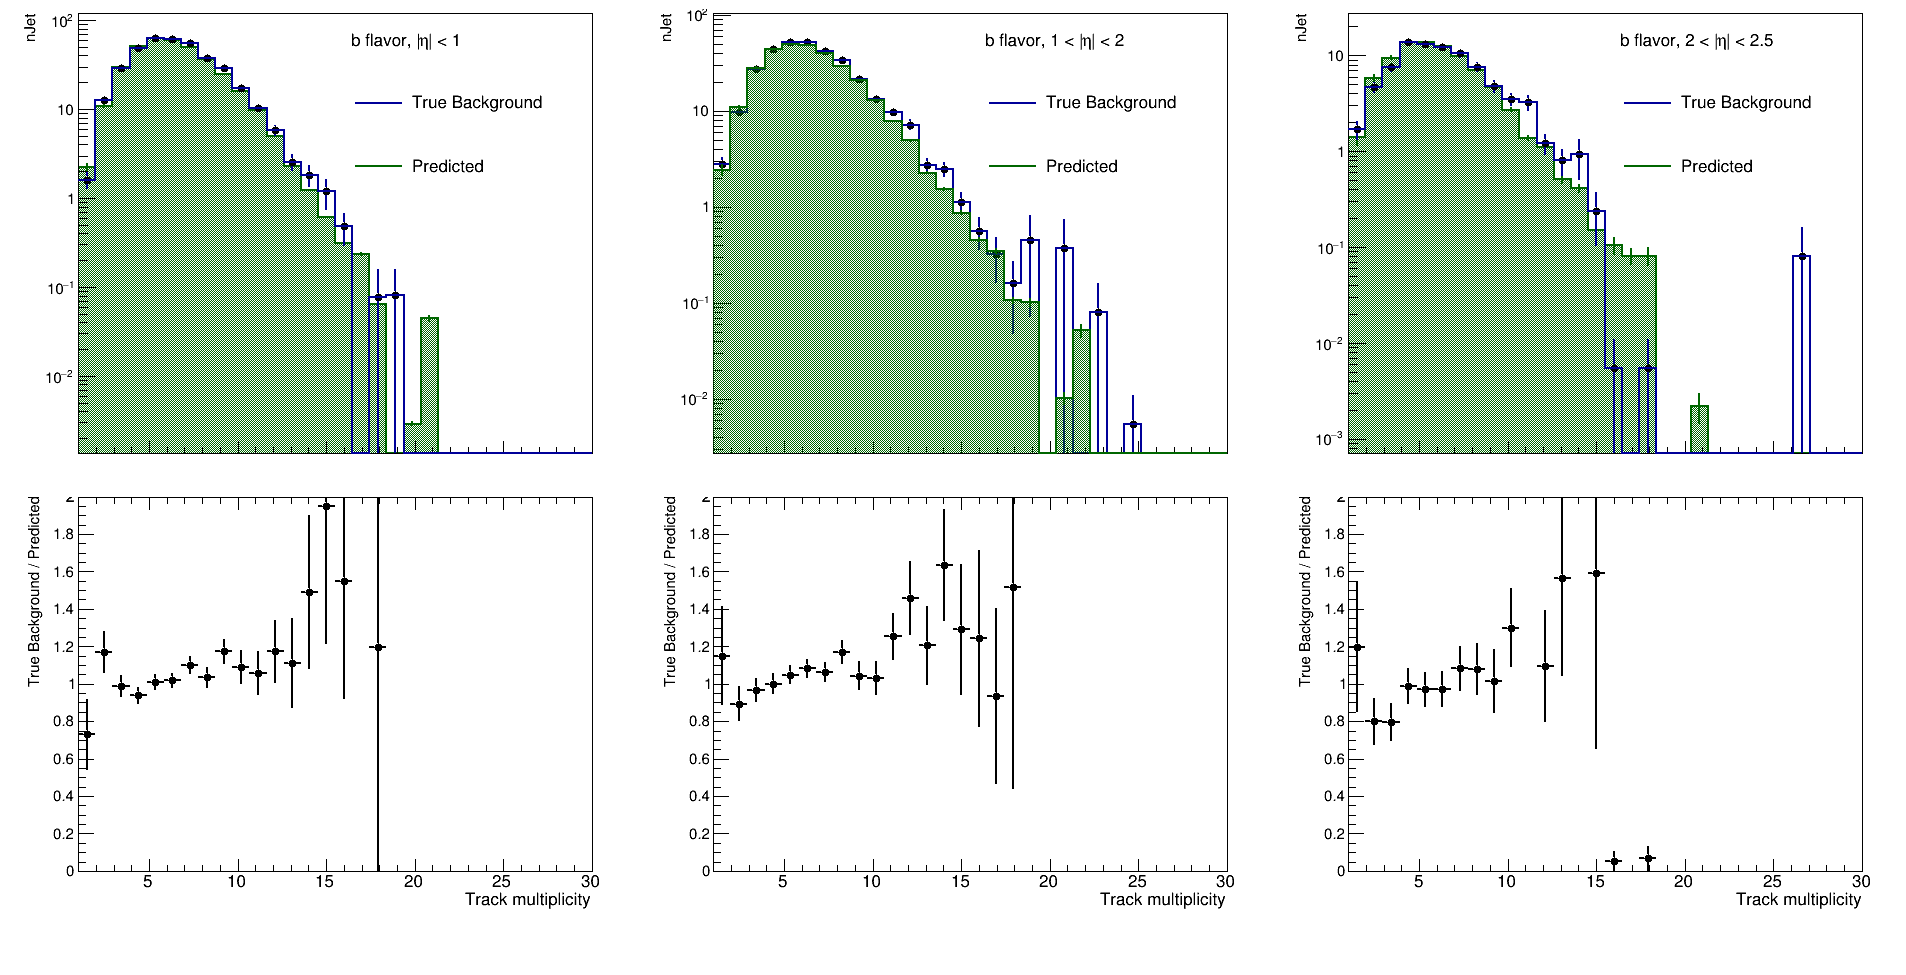 nJet
10²
10
1
10⁻¹
10⁻²
b flavor, |η| < 1
True Background
Predicted
nJet
10²
10
1
10⁻¹
10⁻²
b flavor, 1 < |η| < 2
True Background
Predicted
nJet
10
1
10⁻¹
10⁻²
10⁻³
b flavor, 2 < |η| < 2.5
True Background
Predicted
True Background / Predicted
2
1.8
1.6
1.4
1.2
1
0.8
0.6
0.4
0.2
0
5 10 15 20 25 30
Track multiplicity
True Background / Predicted
2
1.8
1.6
1.4
1.2
1
0.8
0.6
0.4
0.2
0
5 10 15 20 25 30
Track multiplicity
True Background / Predicted
2
1.8
1.6
1.4
1.2
1
0.8
0.6
0.4
0.2
0
5 10 15 20 25 30
Track multiplicity